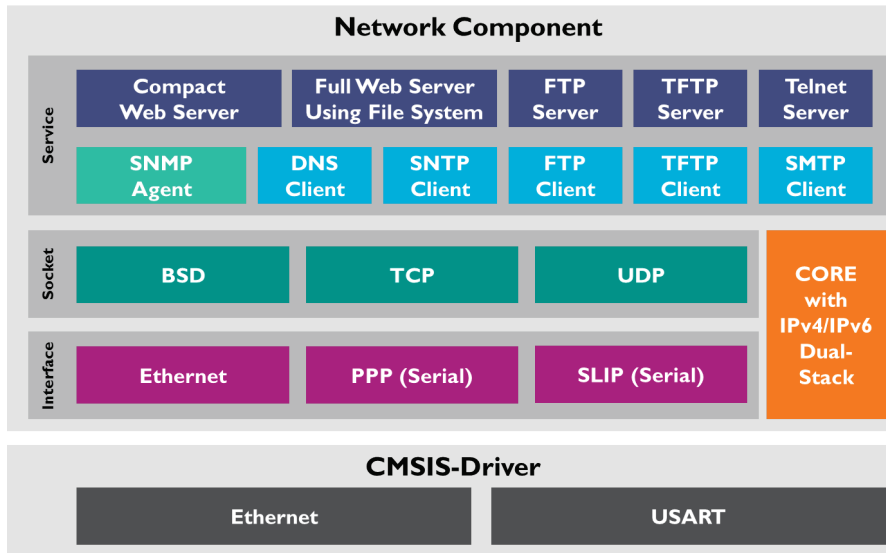 Network Component
Service
Compact
Web Server
Full Web Server
Using File System
FTP
Server
TFTP
Server
Telnet
Server
SNMP
Agent
DNS
Client
SNTP
Client
FTP
Client
TFTP
Client
SMTP
Client
Socket
BSD
TCP
UDP
CORE
with
IPv4/IPv6
Dual-
Stack
Interface
Ethernet
PPP (Serial)
SLIP (Serial)
CMSIS-Driver
Ethernet
USART